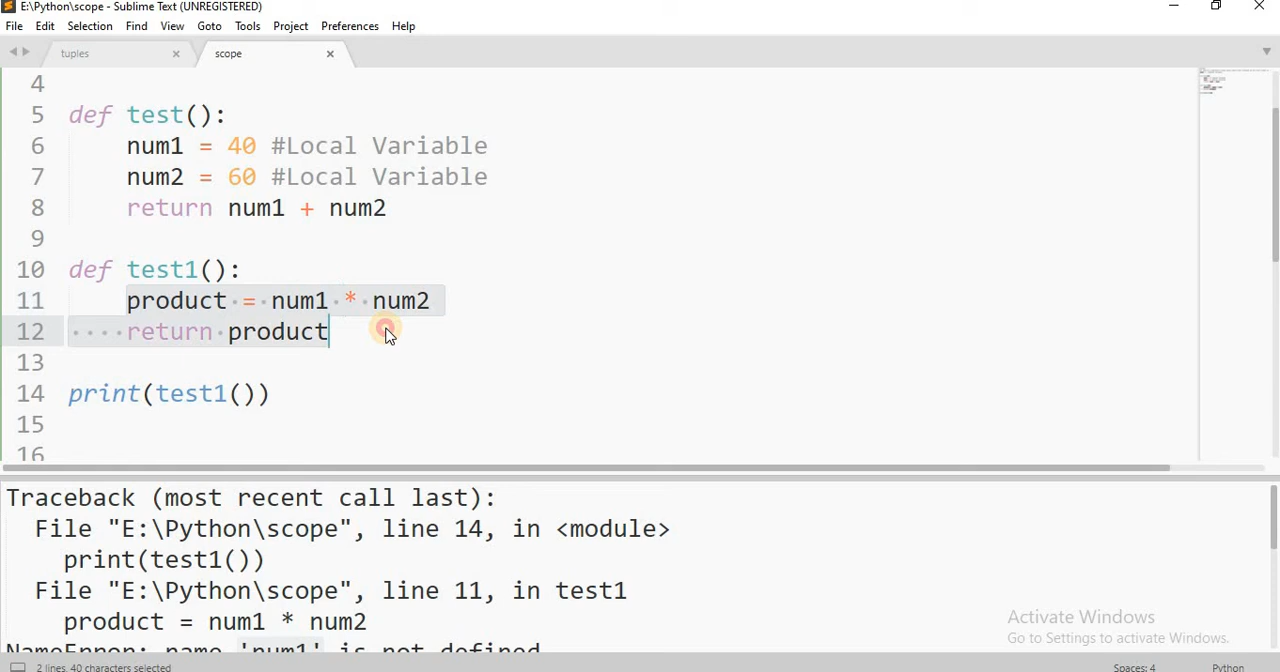 E:\Python\scope - Sublime Text (UNREGISTERED)
File Edit Selection Find View Goto Tools Project Preferences Help
tuples × scope ×
4
5 def test():
6 num1 = 40 #Local Variable
7 num2 = 60 #Local Variable
8 return num1 + num2
9
10 def test1():
11 product = num1 * num2
12 return product
13
14 print(test1())
15
16
Traceback (most recent call last):
File "E:\Python\scope", line 14, in <module>
print(test1())
File "E:\Python\scope", line 11, in test1
product = num1 * num2
NameError: name 'num1' is not defined
Activate Windows
Go to Settings to activate Windows.
2 lines, 40 characters selected Spaces: 4 Python